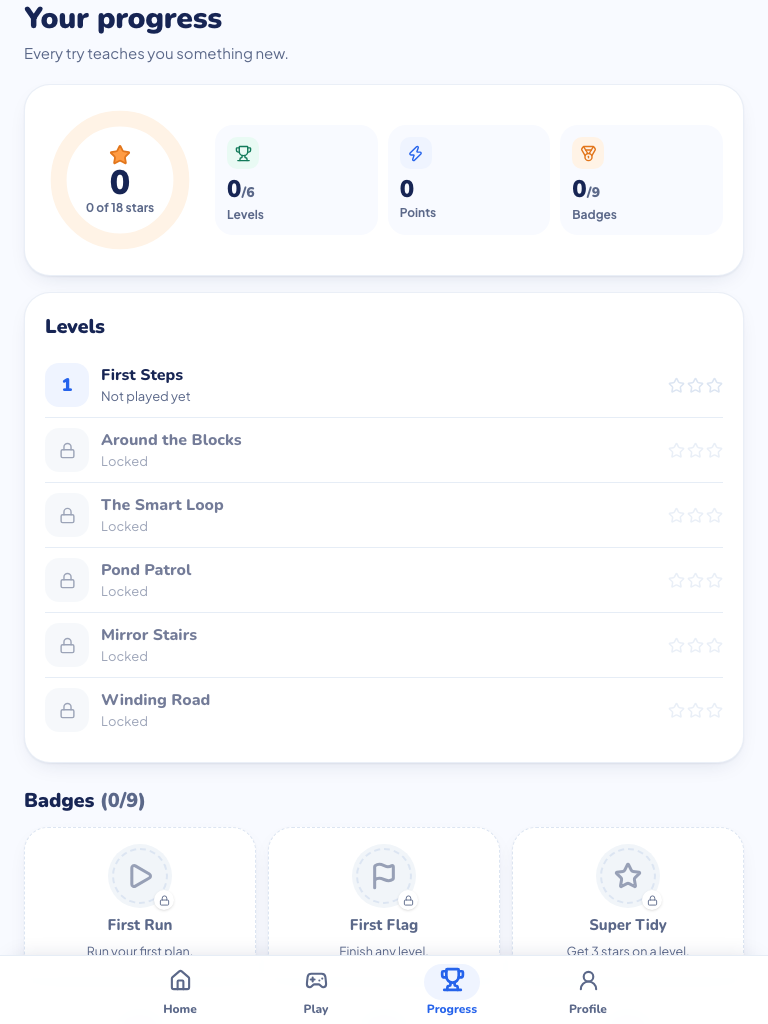 Your progress
Every try teaches you something new.
0
0 of 18 stars
0/6
Levels
0
Points
0/9
Badges
Levels
1
First Steps
Not played yet
Around the Blocks
Locked
The Smart Loop
Locked
Pond Patrol
Locked
Mirror Stairs
Locked
Winding Road
Locked
Badges (0/9)
First Run
First Flag
Super Tidy
Run your first plan.
Finish any level.
Get 3 stars on a level.
Home
Play
Progress
Profile